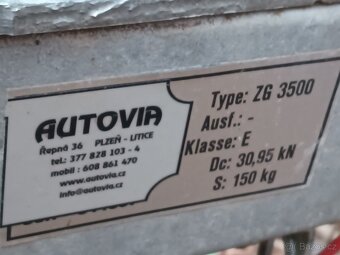 AUTOVIA
Řepná 36 PLZEŇ - LITICE
tel.: 377 828 103 - 4
mobil : 608 861 470
www.autovia.cz
info@autovia.cz
Type: ZG 3500
Ausf.: -
Klasse: E
Dc: 30,95 kN
S: 150 kg